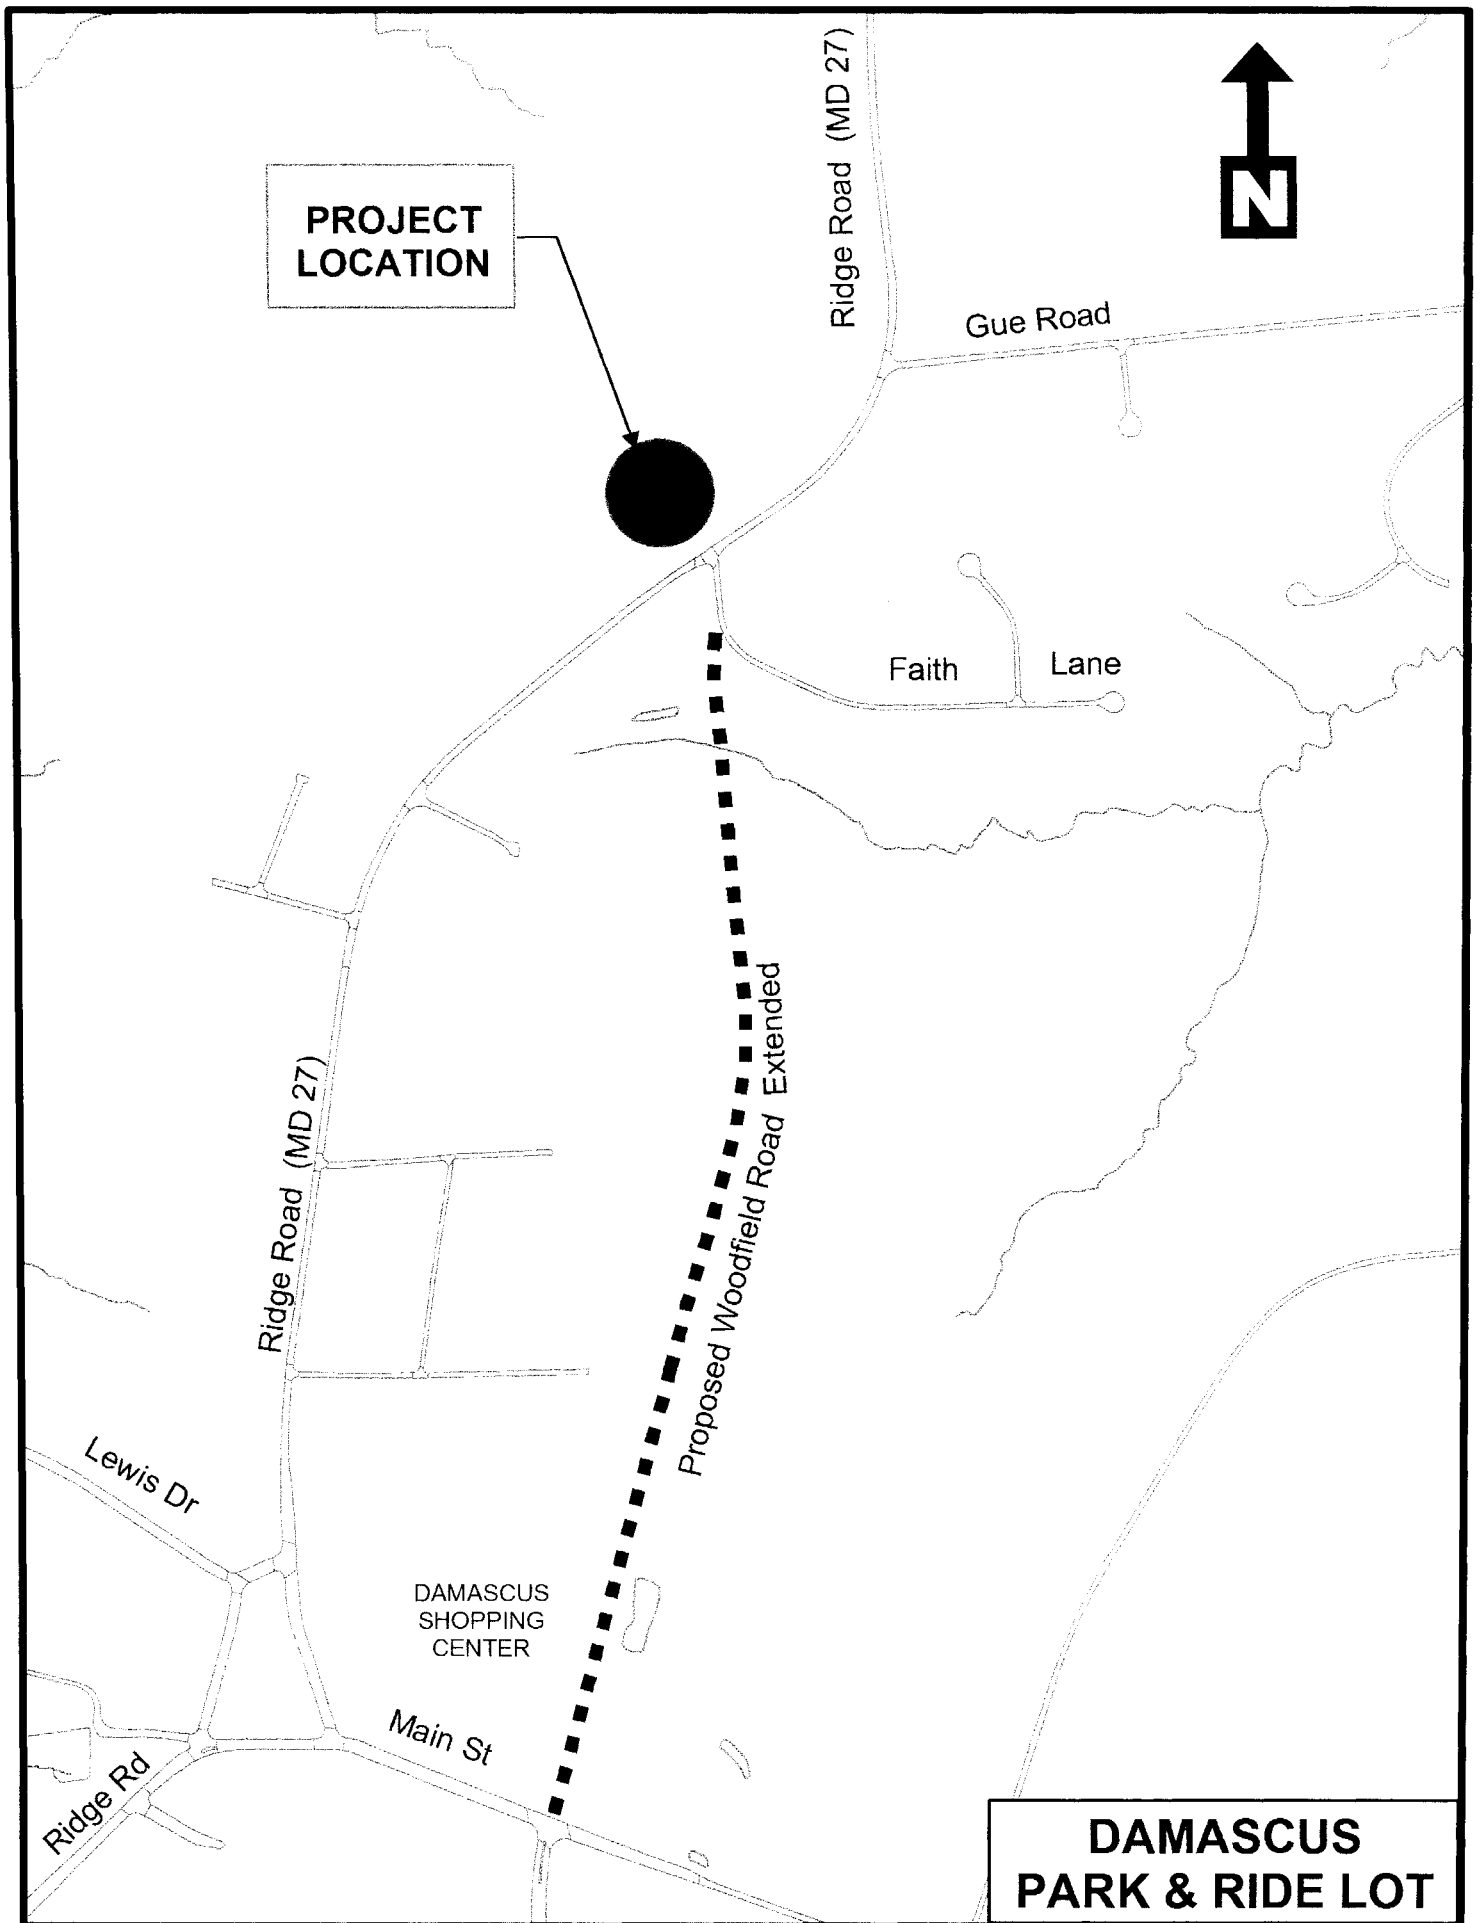 Ridge Road (MD 27)
N
PROJECT
LOCATION
Gue Road
Faith Lane
Proposed Woodfield Road Extended
Ridge Road (MD 27)
Lewis Dr
DAMASCUS
SHOPPING
CENTER
Main St
Ridge Rd
DAMASCUS
PARK & RIDE LOT